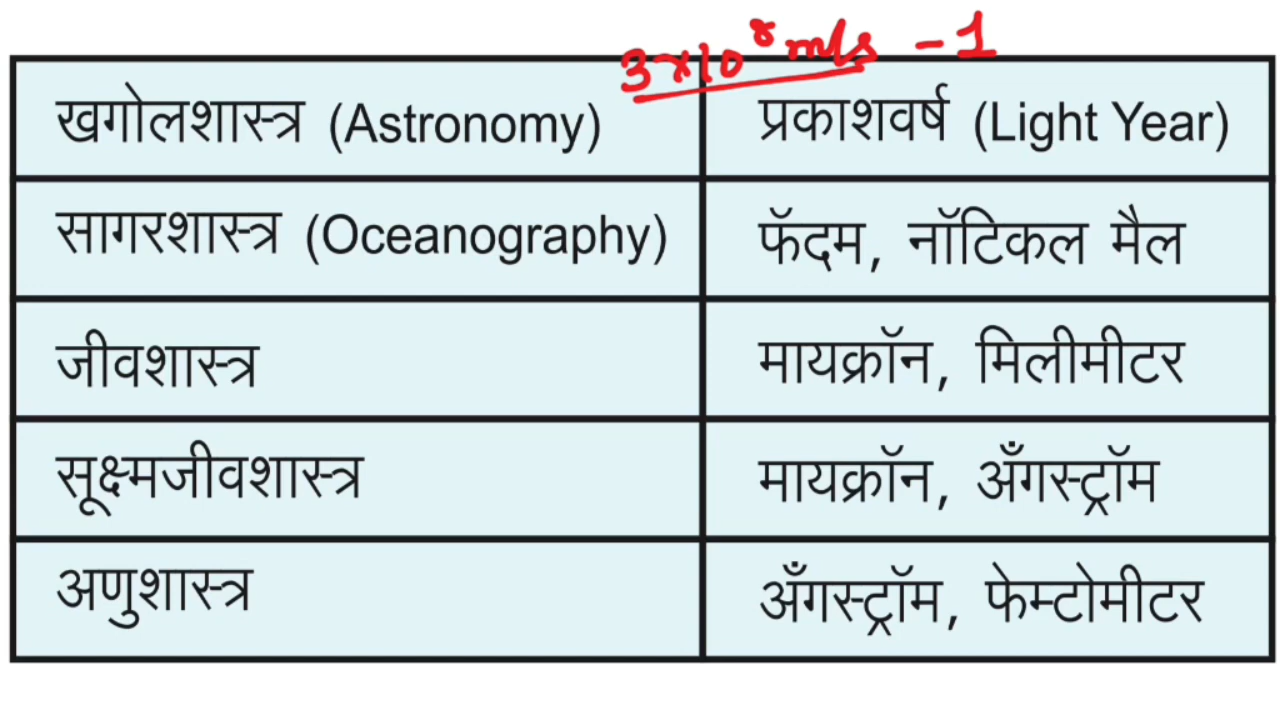 3×10⁸ m/s - 1
खगोलशास्त्र (Astronomy) प्रकाशवर्ष (Light Year)
सागरशास्त्र (Oceanography) फॅदम, नॉटिकल मैल
जीवशास्त्र मायक्रॉन, मिलीमीटर
सूक्ष्मजीवशास्त्र मायक्रॉन, अँगस्ट्रॉम
अणुशास्त्र अँगस्ट्रॉम, फेम्टोमीटर